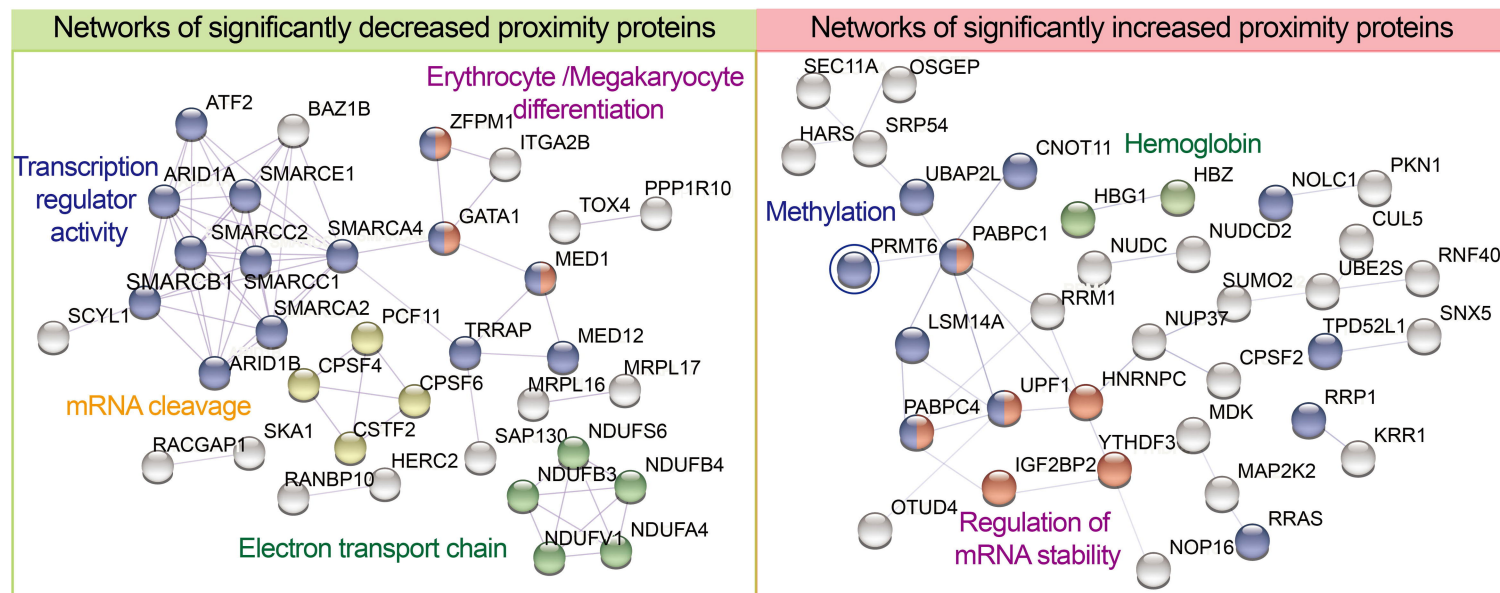 Networks of significantly decreased proximity proteins
Networks of significantly increased proximity proteins
Erythrocyte /Megakaryocyte
differentiation
ATF2
BAZ1B
ZFPM1
ITGA2B
Transcription
regulator
activity
ARID1A
SMARCE1
PPP1R10
TOX4
GATA1
SMARCC2
SMARCA4
MED1
SMARCB1
SMARCC1
SMARCA2
SCYL1
PCF11
TRRAP
MED12
ARID1B
CPSF4
CPSF6
MRPL16
MRPL17
mRNA cleavage
CSTF2
RACGAP1
SKA1
SAP130
NDUFS6
HERC2
RANBP10
NDUFB3
NDUFB4
NDUFV1
NDUFA4
Electron transport chain
SEC11A
OSGEP
HARS
SRP54
CNOT11
Hemoglobin
UBAP2L
HBG1
HBZ
NOLC1
PKN1
Methylation
CUL5
PRMT6
PABPC1
NUDC
NUDCD2
RNF40
UBE2S
SUMO2
RRM1
LSM14A
NUP37
TPD52L1
SNX5
CPSF2
UPF1
HNRNPC
PABPC4
MDK
RRP1
YTHDF3
KRR1
IGF2BP2
MAP2K2
OTUD4
Regulation of
mRNA stability
RRAS
NOP16